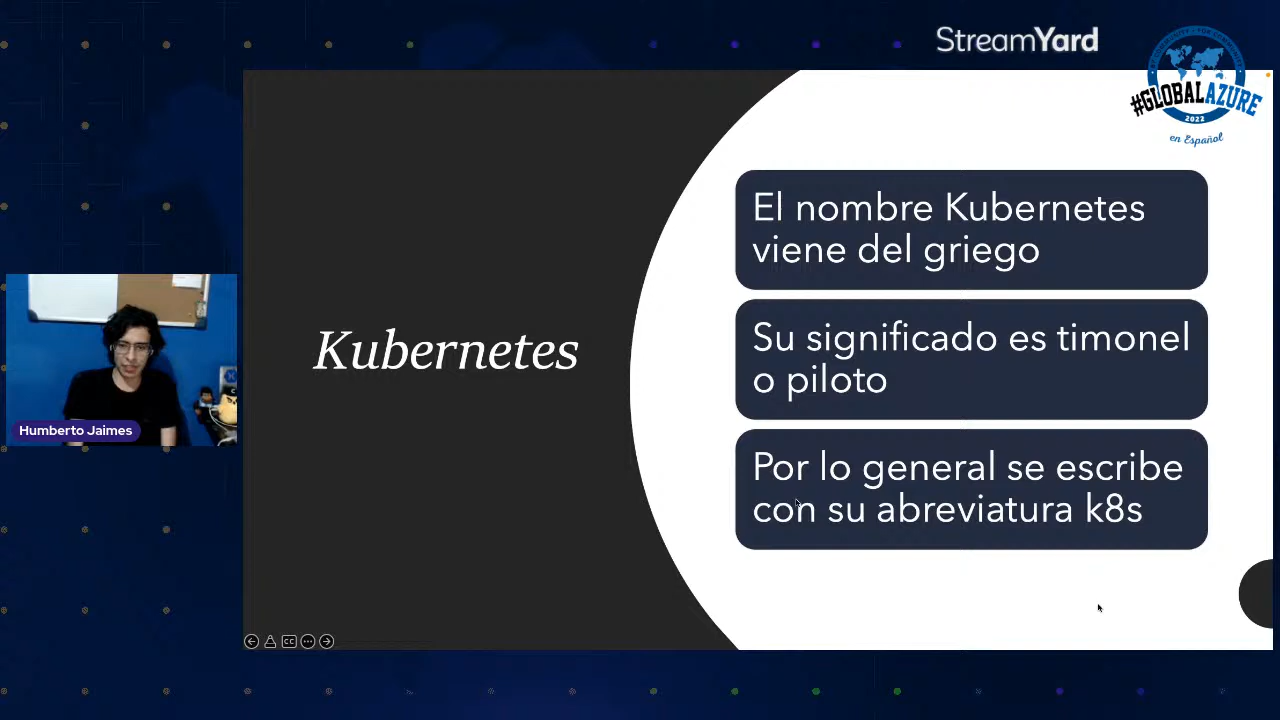 StreamYard
#GLOBALAZURE
2022
en Español
El nombre Kubernetes
viene del griego
Kubernetes
Su significado es timonel
o piloto
Por lo general se escribe
con su abreviatura k8s
Humberto Jaimes
CC